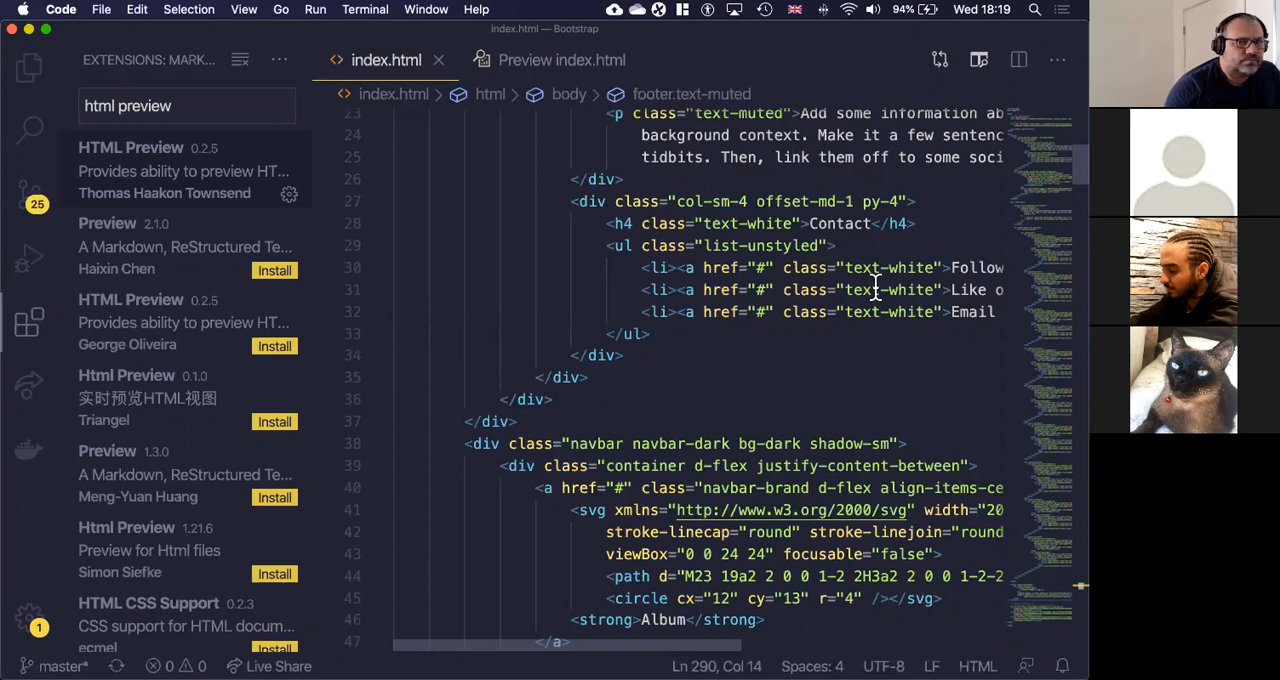 Code File Edit Selection View Go Run Terminal Window Help 94% Wed 18:19
index.html — Bootstrap
EXTENSIONS: MARK...
index.html
Preview index.html
html preview
index.html > html > body > footer.text-muted
HTML Preview 0.2.5
Provides ability to preview HT...
Thomas Haakon Townsend
Preview 2.1.0
A Markdown, ReStructured Te...
Haixin Chen Install
Html Preview 0.2.5
Provides ability to preview HT...
George Oliveira Install
Html Preview 0.1.0
实时预览HTML视图
Triangel Install
Preview 1.3.0
A Markdown, ReStructured Te...
Meng-Yuan Huang Install
Html Preview 1.21.6
Preview for Html files
Simon Siefke Install
HTML CSS Support 0.2.3
CSS support for HTML docum...
ecmel Install
25
1
23 <p class="text-muted">Add some information ab
24 background context. Make it a few sentenc
25 tidbits. Then, link them off to some soci
26 </div>
27 <div class="col-sm-4 offset-md-1 py-4">
28 <h4 class="text-white">Contact</h4>
29 <ul class="list-unstyled">
30 <li><a href="#" class="text-white">Follow
31 <li><a href="#" class="text-white">Like o
32 <li><a href="#" class="text-white">Email
33 </ul>
34 </div>
35 </div>
36 </div>
37 </div>
38 <div class="navbar navbar-dark bg-dark shadow-sm">
39 <div class="container d-flex justify-content-between">
40 <a href="#" class="navbar-brand d-flex align-items-ce
41 <svg xmlns="http://www.w3.org/2000/svg" width="20
42 stroke-linecap="round" stroke-linejoin="round
43 viewBox="0 0 24 24" focusable="false">
44 <path d="M23 19a2 2 0 0 1-2 2H3a2 2 0 0 1-2-2
45 <circle cx="12" cy="13" r="4" /></svg>
46 <strong>Album</strong>
47 </a>
master* 0 0 Live Share Ln 290, Col 14 Spaces: 4 UTF-8 LF HTML